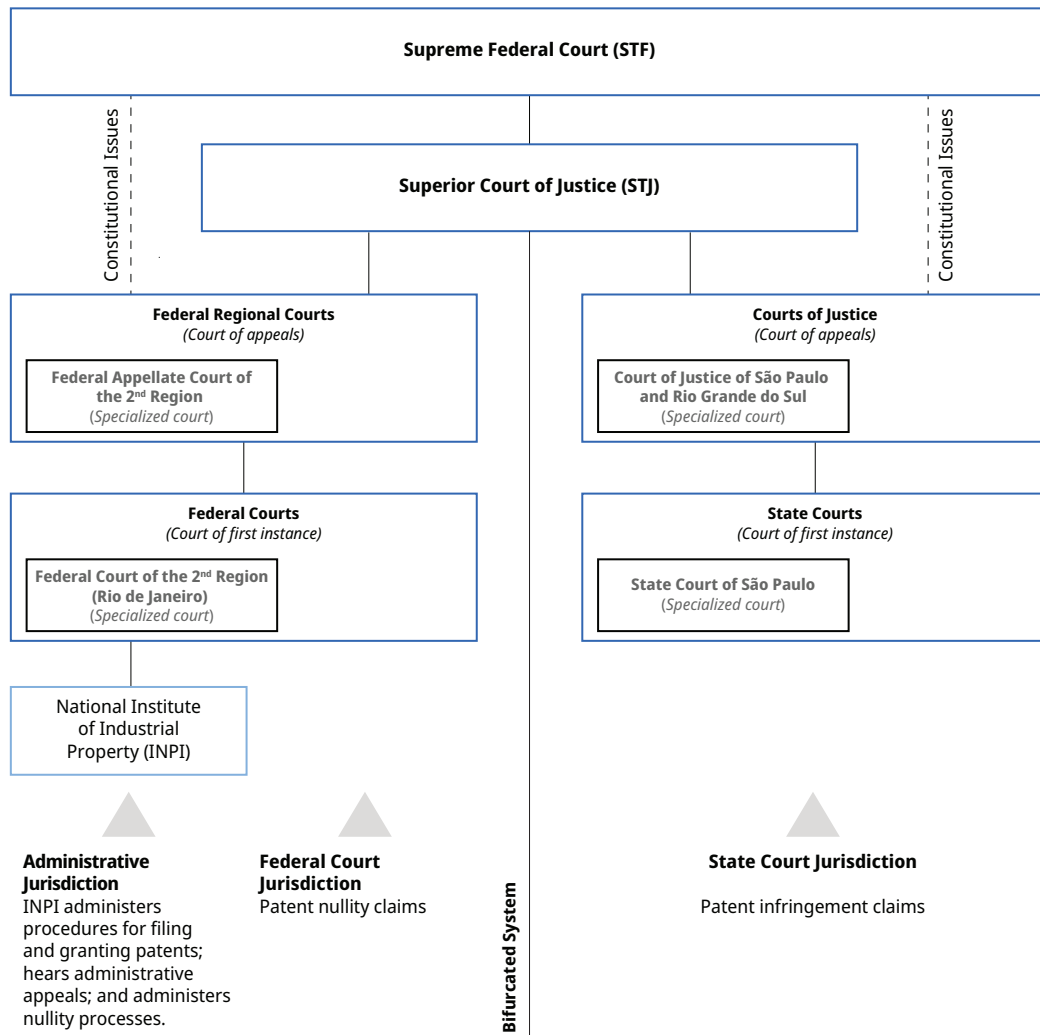 Supreme Federal Court (STF)
Constitutional Issues
Constitutional Issues
Superior Court of Justice (STJ)
Federal Regional Courts
(Court of appeals)
Federal Appellate Court of
the 2nd Region
(Specialized court)
Courts of Justice
(Court of appeals)
Court of Justice of São Paulo
and Rio Grande do Sul
(Specialized court)
Federal Courts
(Court of first instance)
Federal Court of the 2nd Region
(Rio de Janeiro)
(Specialized court)
State Courts
(Court of first instance)
State Court of São Paulo
(Specialized court)
National Institute
of Industrial
Property (INPI)
Administrative
Jurisdiction
INPI administers
procedures for filing
and granting patents;
hears administrative
appeals; and administers
nullity processes.
Federal Court
Jurisdiction
Patent nullity claims
Bifurcated System
State Court Jurisdiction
Patent infringement claims